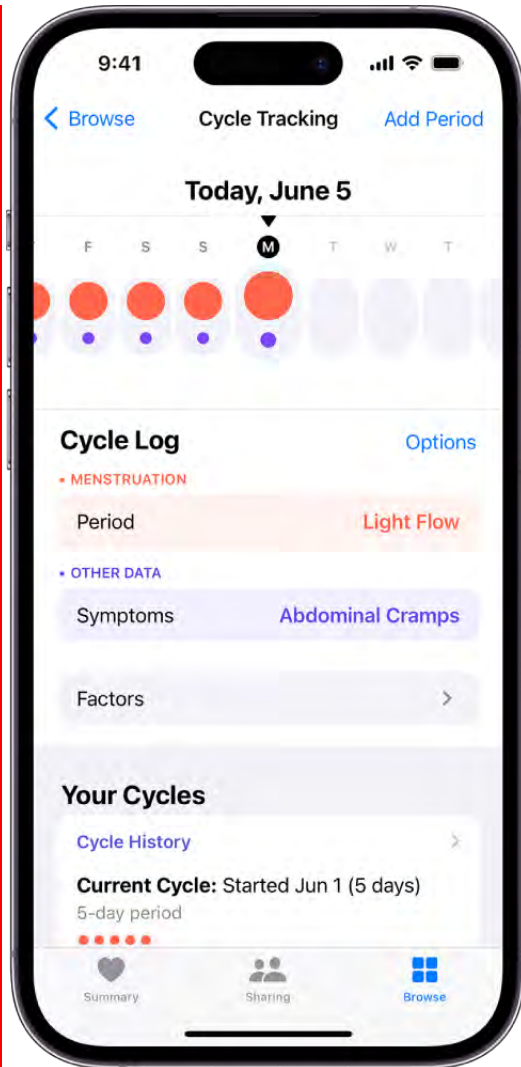 9:41
Browse Cycle Tracking Add Period
Today, June 5
F S S M T W T
Cycle Log Options
• MENSTRUATION
Period Light Flow
• OTHER DATA
Symptoms Abdominal Cramps
Factors
Your Cycles
Cycle History
Current Cycle: Started Jun 1 (5 days)
5-day period
Summary Sharing Browse